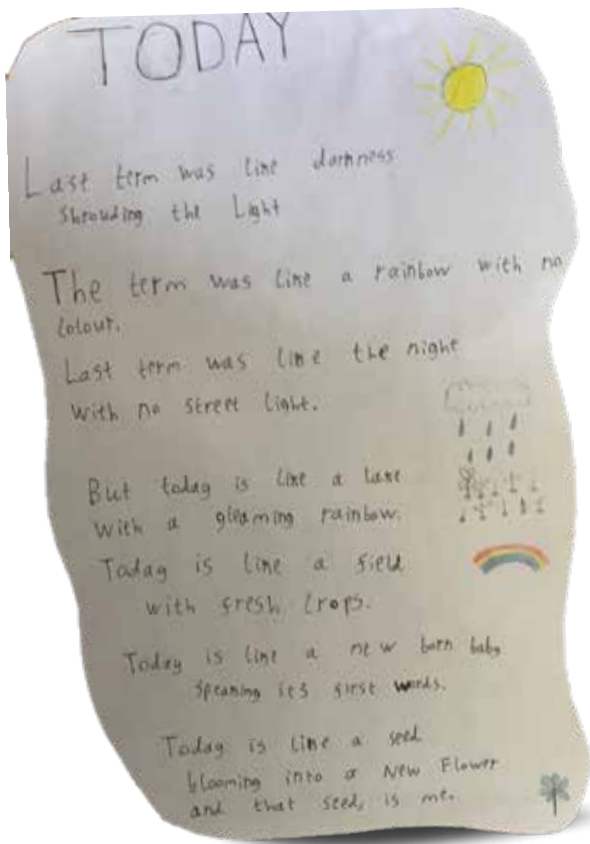 TODAY
Last term was like darkness
shrouding the Light
The term was like a rainbow with no
colour.
Last term was like the night
with no street light.
But today is like a lake
with a gleaming rainbow.
Today is like a field
with fresh crops.
Today is like a new born baby
speaking its first words.
Today is like a seed
blooming into a New Flower
and that seed, is me.